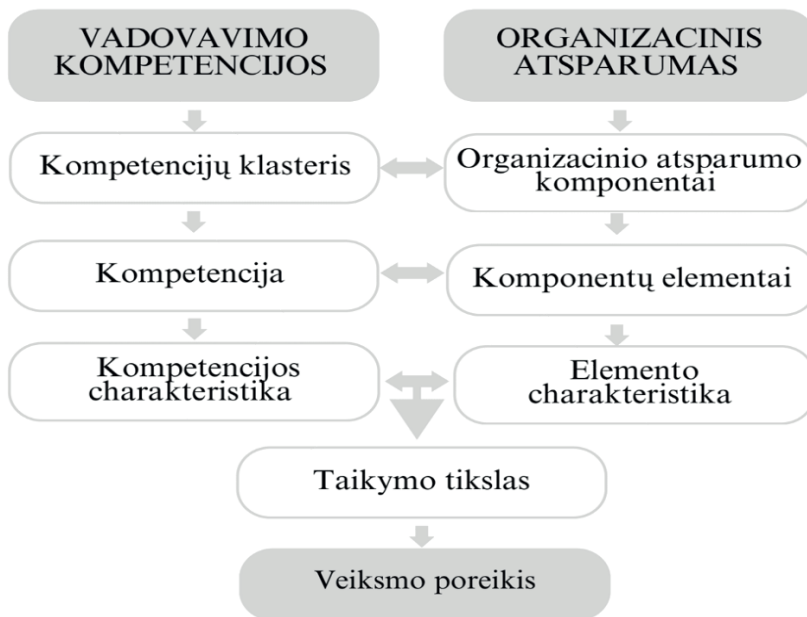 VADOVAVIMO
KOMPETENCIJOS
ORGANIZACINIS
ATSPARUMAS
Kompetencijų klasteris
Organizacinio atsparumo
komponentai
Kompetencija
Komponentų elementai
Kompetencijos
charakteristika
Elemento
charakteristika
Taikymo tikslas
Veiksmo poreikis